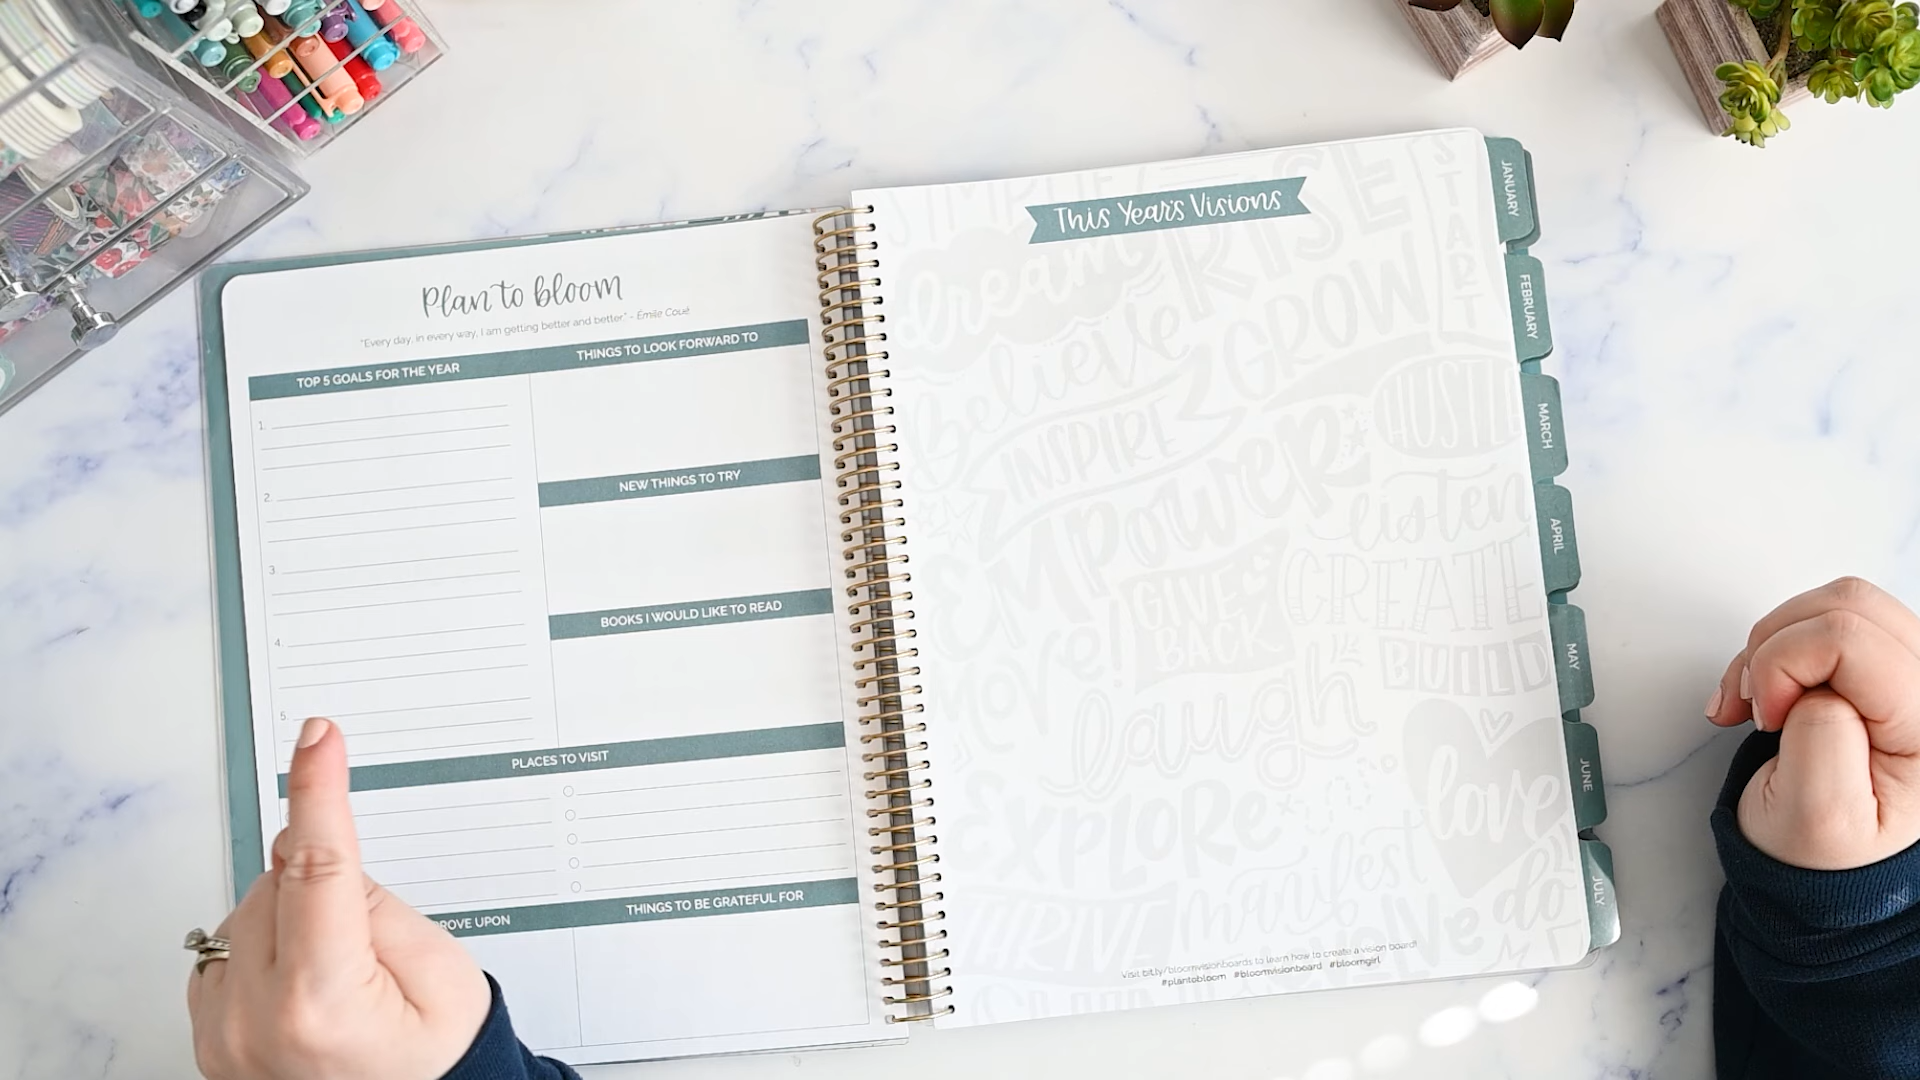 Plan to bloom
"Every day, in every way, I am getting better and better." - Émile Coué
TOP 5 GOALS FOR THE YEAR
THINGS TO LOOK FORWARD TO
1.
2.
3.
4.
5.
NEW THINGS TO TRY
BOOKS I WOULD LIKE TO READ
PLACES TO VISIT
ROVE UPON
THINGS TO BE GRATEFUL FOR
This Year's Visions
SIMPLIFY
RISE
START
dream
Believe
GROW
INSPIRE
HUSTLE
EMPOWER
listen
GIVE BACK
CREATE
MOVE!
BUILD
laugh
love
EXPLORE
manifest
THRIVE
do
Visit bit.ly/bloomvisionboards to learn how to create a vision board!
#plantobloom #bloomvisionboard #bloomgirl
JANUARY
FEBRUARY
MARCH
APRIL
MAY
JUNE
JULY